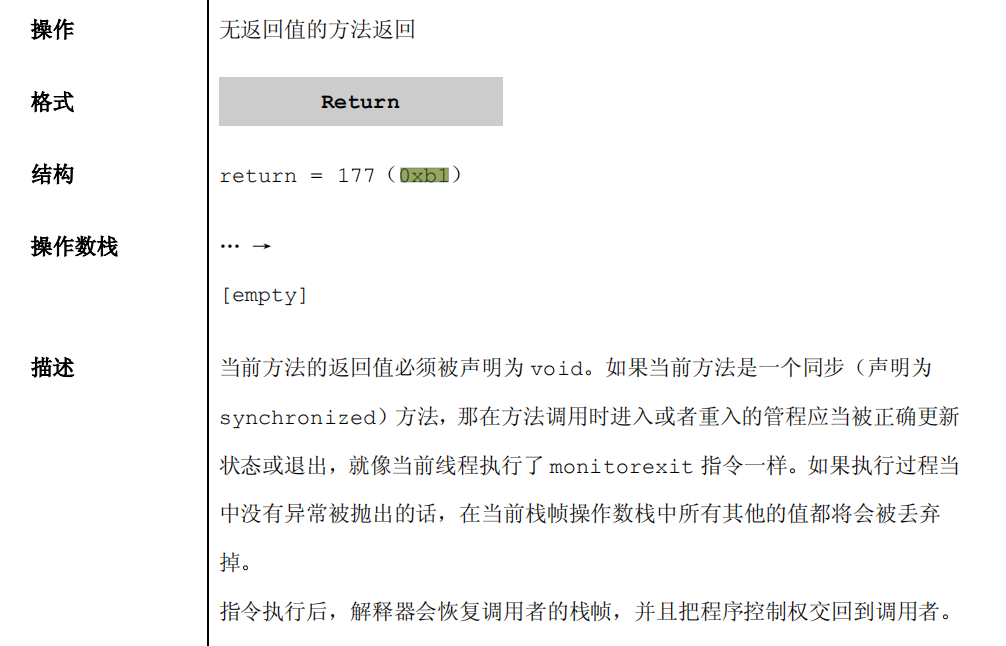 操作 无返回值的方法返回
格式 Return
结构 return = 177（0xb1）
操作数栈 … →
[empty]
描述 当前方法的返回值必须被声明为 void。如果当前方法是一个同步（声明为
synchronized）方法，那在方法调用时进入或者重入的管程应当被正确更新
状态或退出，就像当前线程执行了 monitorexit 指令一样。如果执行过程当
中没有异常被抛出的话，在当前栈帧操作数栈中所有其他的值都将会被丢弃
掉。
指令执行后，解释器会恢复调用者的栈帧，并且把程序控制权交回到调用者。